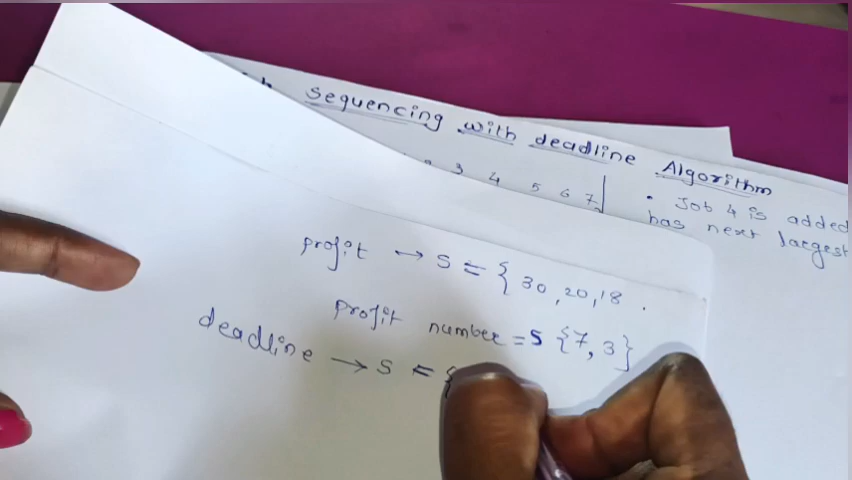 sequencing with deadline Algorithm
3 4 5 6 7
• Job 4 is added
has next largest
profit → S = { 30, 20, 18 .
profit number = S {7, 3}
deadline → S = {